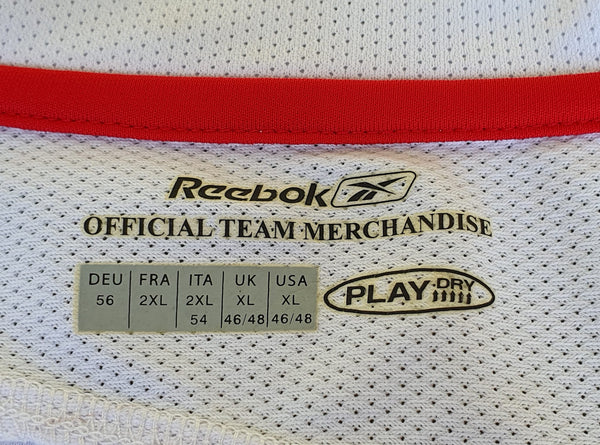 Reebok
OFFICIAL TEAM MERCHANDISE
DEU FRA ITA UK USA
56 2XL 2XL XL XL
54 46/48 46/48
PLAY DRY